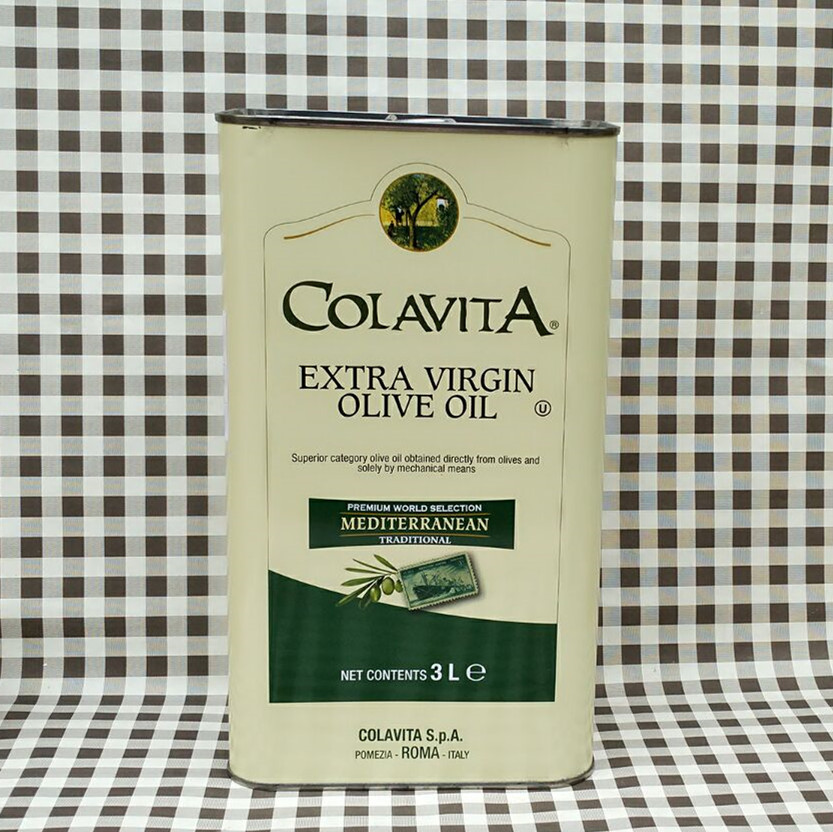 COLAVITA®
EXTRA VIRGIN
OLIVE OIL
U
Superior category olive oil obtained directly from olives and
solely by mechanical means
PREMIUM WORLD SELECTION
MEDITERRANEAN
TRADITIONAL
NET CONTENTS 3 L ℮
COLAVITA S.p.A.
POMEZIA - ROMA - ITALY